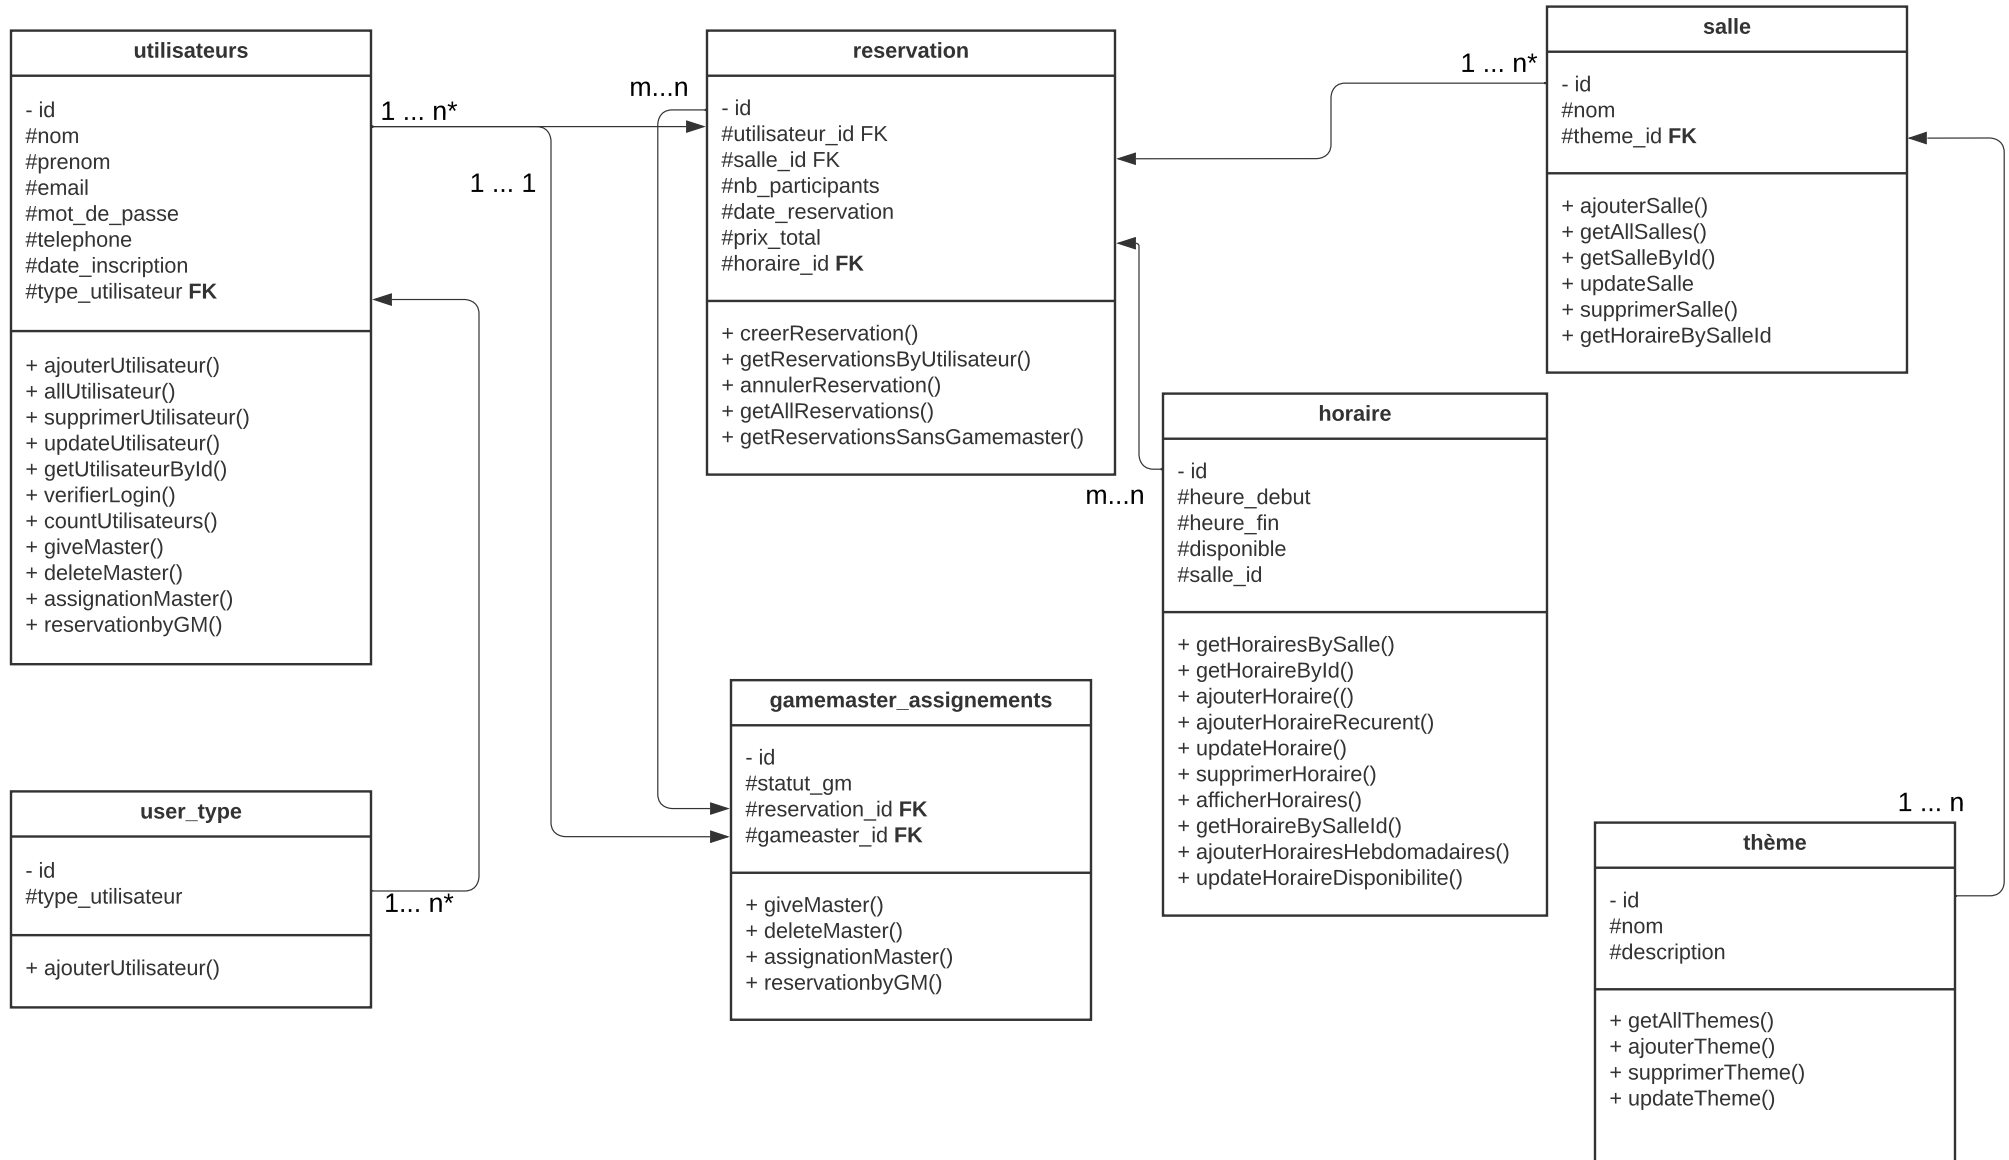 utilisateurs
- id
#nom
#prenom
#email
#mot_de_passe
#telephone
#date_inscription
#type_utilisateur FK
+ ajouterUtilisateur()
+ allUtilisateur()
+ supprimerUtilisateur()
+ updateUtilisateur()
+ getUtilisateurById()
+ verifierLogin()
+ countUtilisateurs()
+ giveMaster()
+ deleteMaster()
+ assignationMaster()
+ reservationbyGM()
1 ... n*
1 ... 1
m...n
reservation
- id
#utilisateur_id FK
#salle_id FK
#nb_participants
#date_reservation
#prix_total
#horaire_id FK
+ creerReservation()
+ getReservationsByUtilisateur()
+ annulerReservation()
+ getAllReservations()
+ getReservationsSansGamemaster()
1 ... n*
salle
- id
#nom
#theme_id FK
+ ajouterSalle()
+ getAllSalles()
+ getSalleById()
+ updateSalle
+ supprimerSalle()
+ getHoraireBySalleId
m...n
horaire
- id
#heure_debut
#heure_fin
#disponible
#salle_id
+ getHorairesBySalle()
+ getHoraireById()
+ ajouterHoraire(()
+ ajouterHoraireRecurent()
+ updateHoraire()
+ supprimerHoraire()
+ afficherHoraires()
+ getHoraireBySalleId()
+ ajouterHorairesHebdomadaires()
+ updateHoraireDisponibilite()
user_type
- id
#type_utilisateur
+ ajouterUtilisateur()
1... n*
gamemaster_assignements
- id
#statut_gm
#reservation_id FK
#gameaster_id FK
+ giveMaster()
+ deleteMaster()
+ assignationMaster()
+ reservationbyGM()
1 ... n
thème
- id
#nom
#description
+ getAllThemes()
+ ajouterTheme()
+ supprimerTheme()
+ updateTheme()